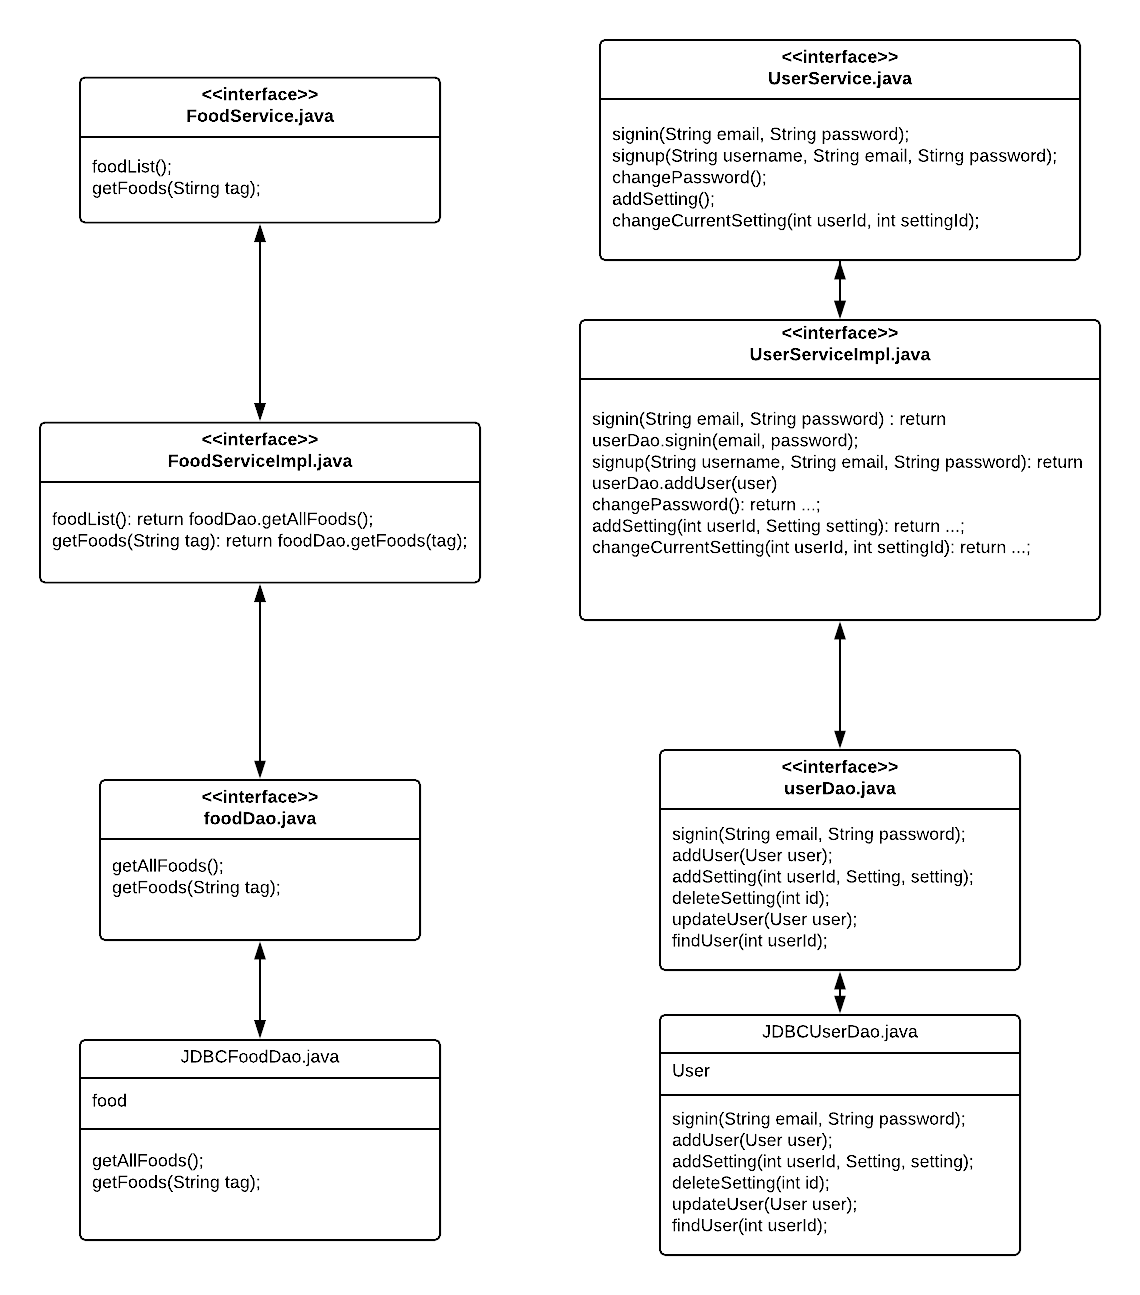 <<interface>>
FoodService.java
foodList();
getFoods(Stirng tag);
<<interface>>
FoodServiceImpl.java
foodList(): return foodDao.getAllFoods();
getFoods(String tag): return foodDao.getFoods(tag);
<<interface>>
foodDao.java
getAllFoods();
getFoods(String tag);
JDBCFoodDao.java
food
getAllFoods();
getFoods(String tag);
<<interface>>
UserService.java
signin(String email, String password);
signup(String username, String email, Stirng password);
changePassword();
addSetting();
changeCurrentSetting(int userId, int settingId);
<<interface>>
UserServiceImpl.java
signin(String email, String password) : return
userDao.signin(email, password);
signup(String username, String email, String password): return
userDao.addUser(user)
changePassword(): return ...;
addSetting(int userId, Setting setting): return ...;
changeCurrentSetting(int userId, int settingId): return ...;
<<interface>>
userDao.java
signin(String email, String password);
addUser(User user);
addSetting(int userId, Setting, setting);
deleteSetting(int id);
updateUser(User user);
findUser(int userId);
JDBCUserDao.java
User
signin(String email, String password);
addUser(User user);
addSetting(int userId, Setting, setting);
deleteSetting(int id);
updateUser(User user);
findUser(int userId);